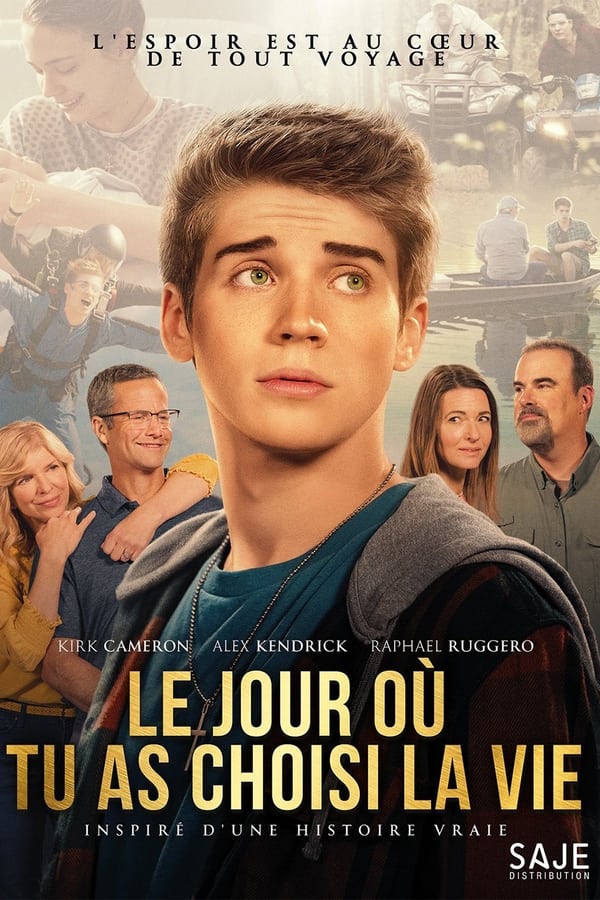 L'ESPOIR EST AU CŒUR
DE TOUT VOYAGE
KIRK CAMERON ALEX KENDRICK RAPHAEL RUGGERO
LE JOUR OÙ
TU AS CHOISI LA VIE
INSPIRÉ D'UNE HISTOIRE VRAIE
SAJE
DISTRIBUTION